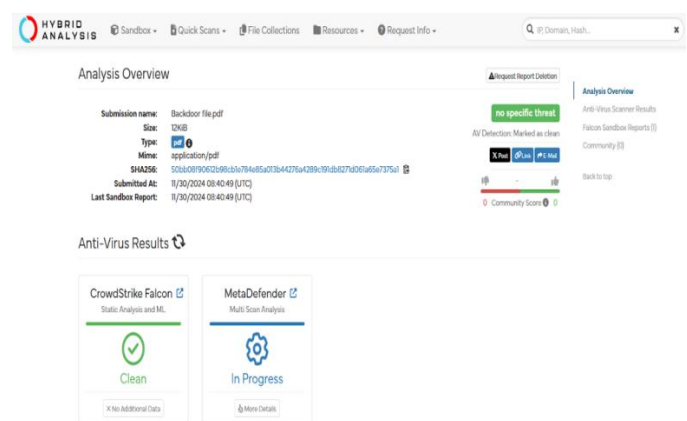 HYBRID
ANALYSIS
Sandbox
Quick Scans
File Collections
Resources
Request Info
IP, Domain, Hash...
Analysis Overview
Request Report Deletion
Submission name: Backdoor file.pdf
Size: 12KiB
Type: pdf
Mime: application/pdf
SHA256:
Submitted At: 11/30/2024 08:40:49 (UTC)
Last Sandbox Report: 11/30/2024 08:40:49 (UTC)
no specific threat
AV Detection: Marked as clean
X Post Link E-Mail
-
0 Community Score 0
Analysis Overview
Anti-Virus Scanner Results
Falcon Sandbox Reports (1)
Community (0)
Back to top
Anti-Virus Results
CrowdStrike Falcon
Static Analysis and ML
Clean
X No Additional Data
MetaDefender
Multi Scan Analysis
In Progress
More Details